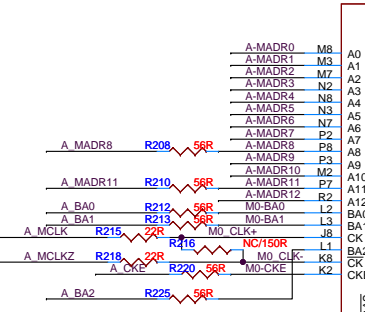 A-MADR0 M8 A0
A-MADR1 M3 A1
A-MADR2 M7 A2
A-MADR3 N2 A3
A-MADR4 N8 A4
A-MADR5 N3 A5
A-MADR6 N7 A6
A-MADR7 P2 A7
A_MADR8 R208 56R A-MADR8 P8 A8
A-MADR9 P3 A9
A-MADR10 M2 A10
A_MADR11 R210 56R A-MADR11 P7 A11
A-MADR12 R2 A12
A_BA0 R212 56R M0-BA0 L2 BA0
A_BA1 R213 56R M0-BA1 L3 BA1
A_MCLK R215 22R M0_CLK+ J8 CK
R216 NC/150R L1 BA2
A_MCLKZ R218 22R M0_CLK- K8 CK
A_CKE R220 56R M0-CKE K2 CKE
A_BA2 R225 56R